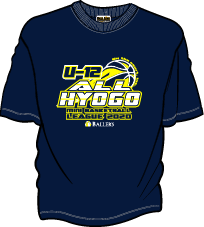 U-12
ALL
HYOGO
MINI BASKETBALL
LEAGUE 2020
BALLERS